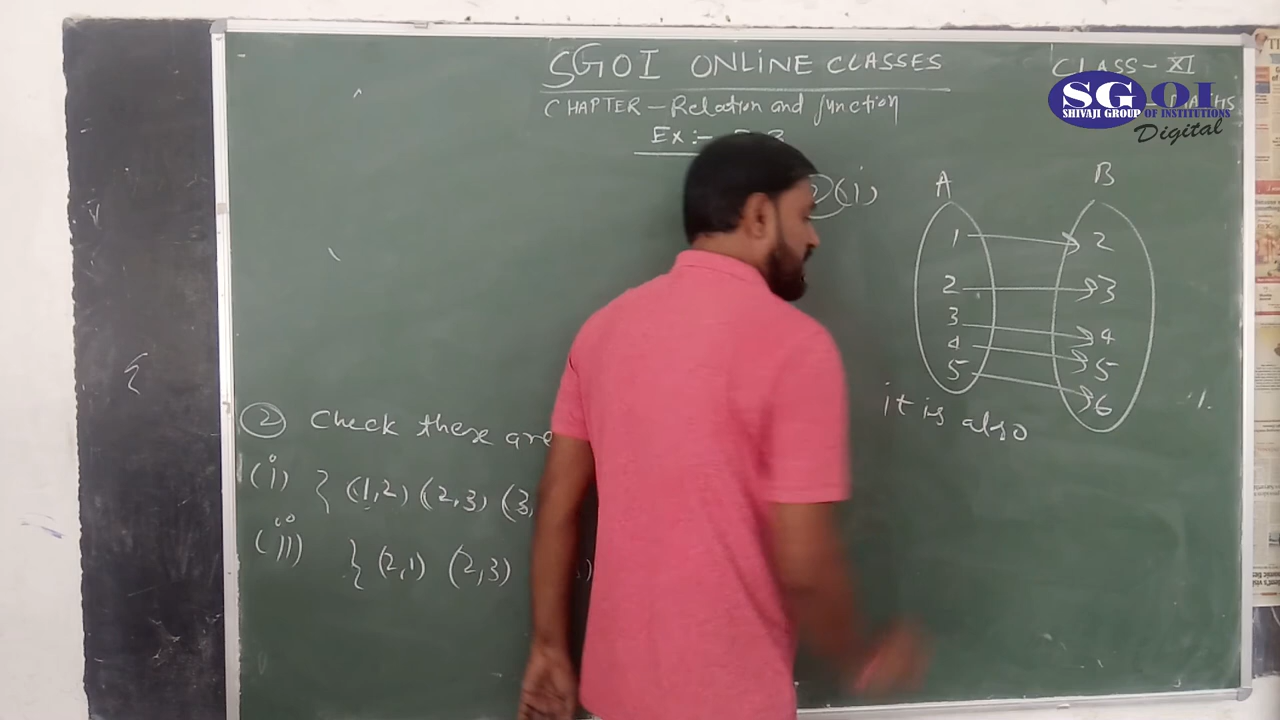 SGOI ONLINE CLASSES
CLASS - XI
SGOI
SHIVAJI GROUP OF INSTITUTIONS
Digital
CHAPTER - Relation and function
Ex :-
(i)
A B
1 2
2 3
3 4
4 5
5 6
it is also
② Check these are
(i) { (1,2) (2,3) (3,
(ii) { (2,1) (2,3)